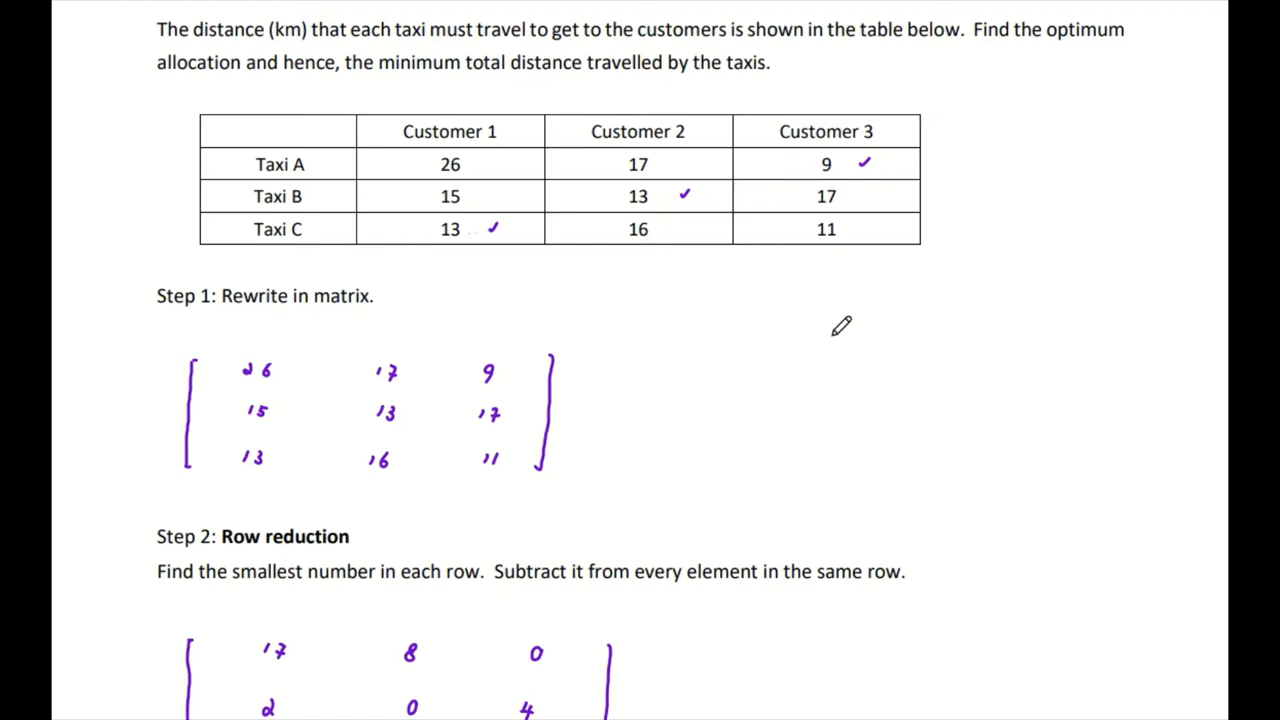 The distance (km) that each taxi must travel to get to the customers is shown in the table below. Find the optimum
allocation and hence, the minimum total distance travelled by the taxis.
Customer 1 Customer 2 Customer 3
Taxi A 26 17 9 ✓
Taxi B 15 13 ✓ 17
Taxi C 13 ✓ 16 11
Step 1: Rewrite in matrix.
26 17 9
15 13 17
13 16 11
Step 2: Row reduction
Find the smallest number in each row. Subtract it from every element in the same row.
17 8 0
2 0 4